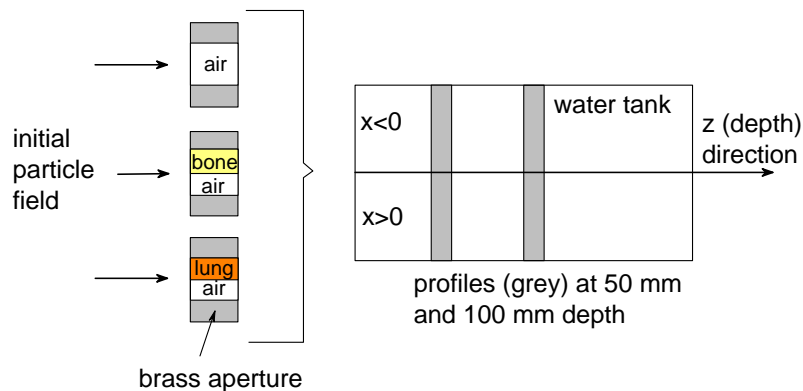 air
initial
particle
field
bone
air
lung
air
brass aperture
x<0
water tank
z (depth)
direction
x>0
profiles (grey) at 50 mm
and 100 mm depth